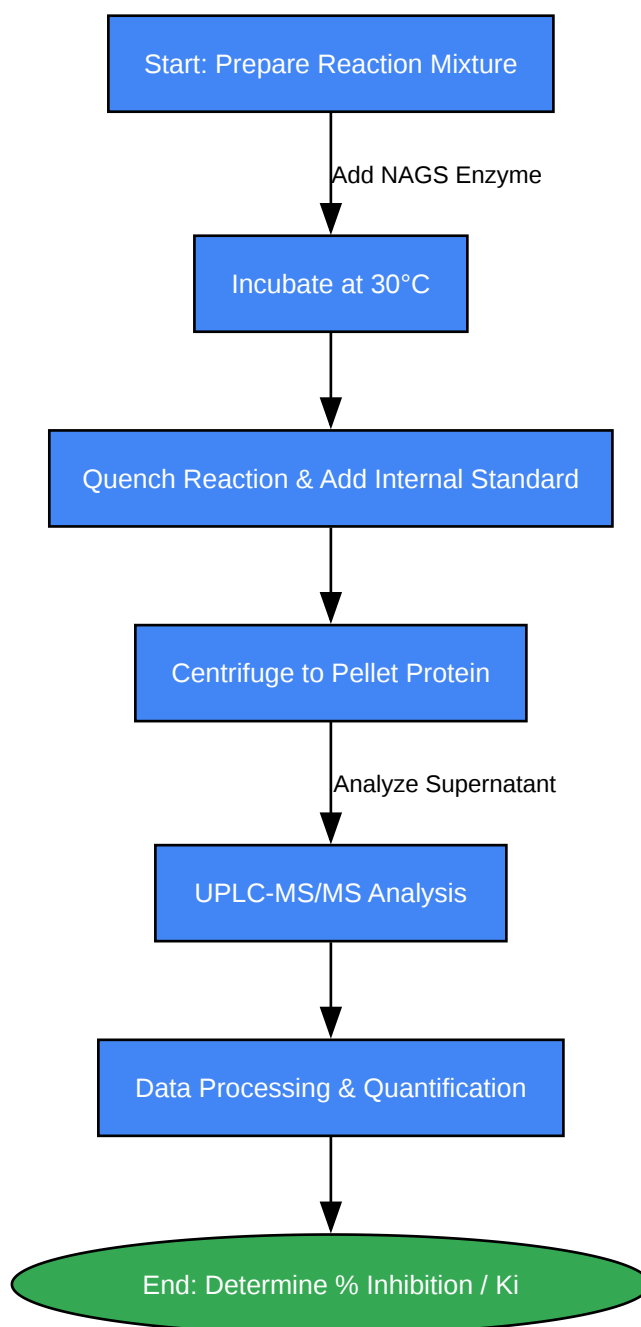 Start: Prepare Reaction Mixture
Add NAGS Enzyme
Incubate at 30°C
Quench Reaction & Add Internal Standard
Centrifuge to Pellet Protein
Analyze Supernatant
UPLC-MS/MS Analysis
Data Processing & Quantification
End: Determine % Inhibition / Ki